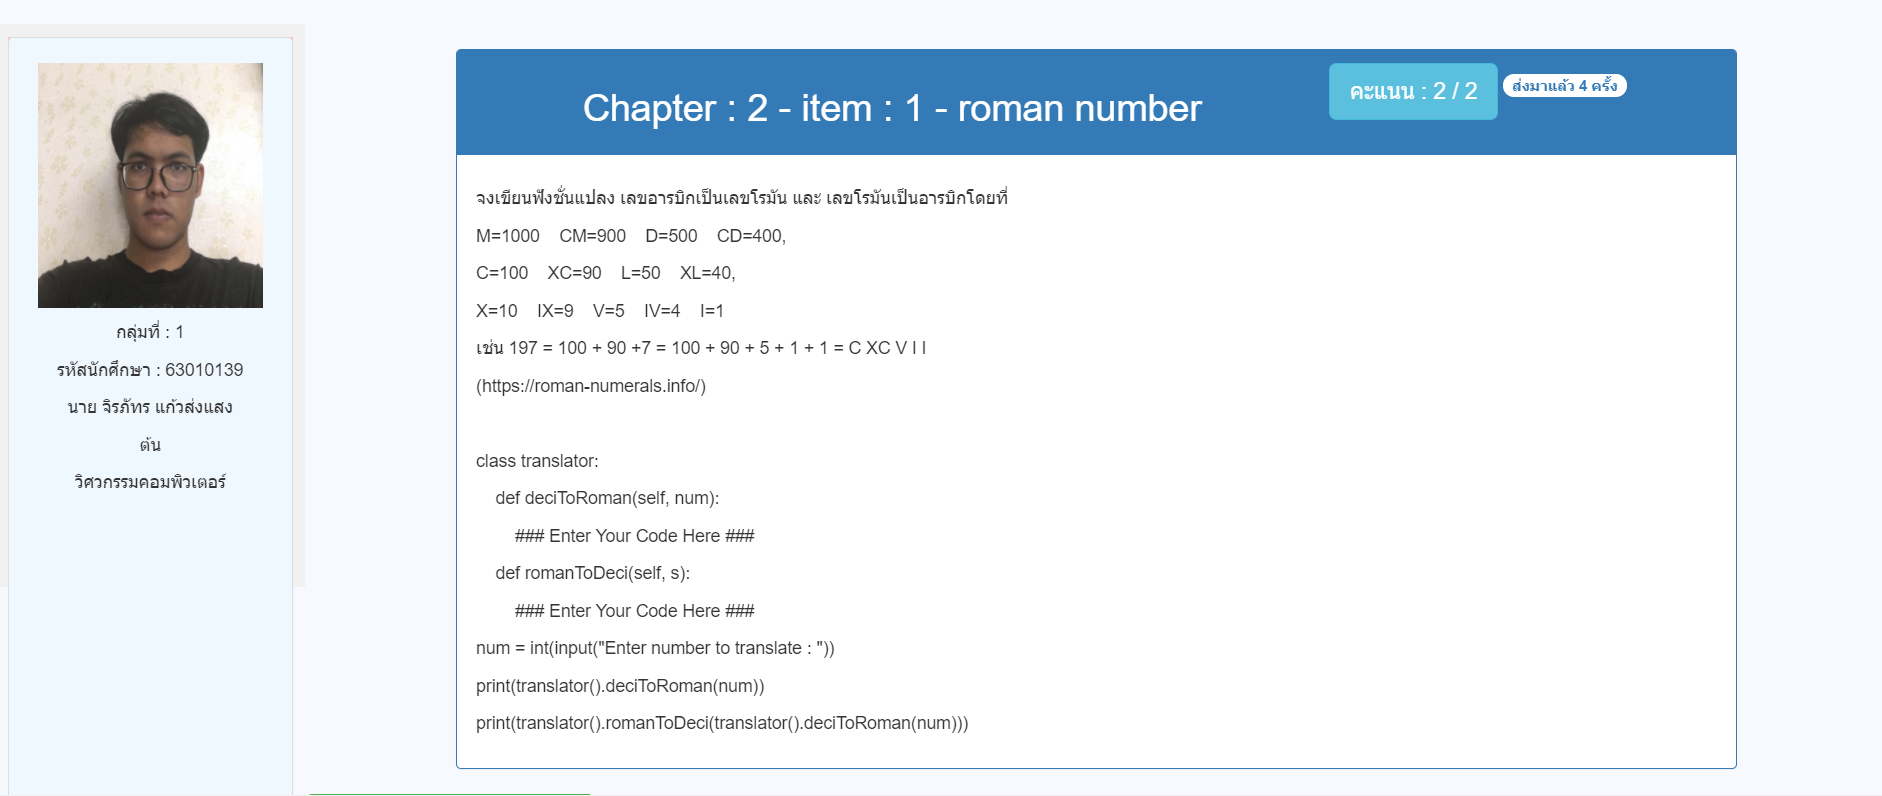 กลุ่มที่ : 1
รหัสนักศึกษา : 63010139
นาย จิรภัทร แก้วส่งแสง
ต้น
วิศวกรรมคอมพิวเตอร์
Chapter : 2 - item : 1 - roman number
คะแนน : 2 / 2
ส่งมาแล้ว 4 ครั้ง
จงเขียนฟังชั่นแปลง เลขอารบิกเป็นเลขโรมัน และ เลขโรมันเป็นอารบิกโดยที่
M=1000 CM=900 D=500 CD=400,
C=100 XC=90 L=50 XL=40,
X=10 IX=9 V=5 IV=4 I=1
เช่น 197 = 100 + 90 +7 = 100 + 90 + 5 + 1 + 1 = C XC V I I
(https://roman-numerals.info/)
class translator:
def deciToRoman(self, num):
### Enter Your Code Here ###
def romanToDeci(self, s):
### Enter Your Code Here ###
num = int(input("Enter number to translate : "))
print(translator().deciToRoman(num))
print(translator().romanToDeci(translator().deciToRoman(num)))